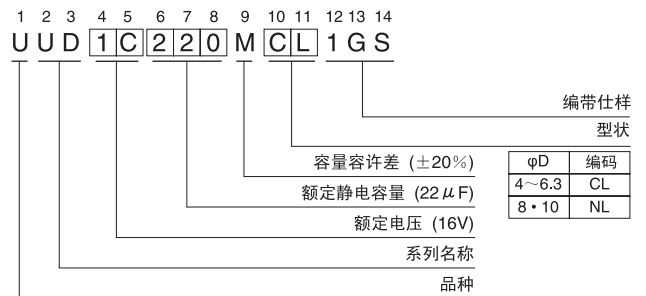 1 2 3 4 5 6 7 8 9 10 11 12 13 14
U U D 1 C 2 2 0 M C L 1 G S
编带仕样
型状
容量容许差 (±20%)
额定静电容量 (22μF)
额定电压 (16V)
系列名称
品种
φD 编码
4～6.3 CL
8・10 NL